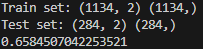 Train set: (1134, 2) (1134,)
Test set: (284, 2) (284,)
0.6584507042253521